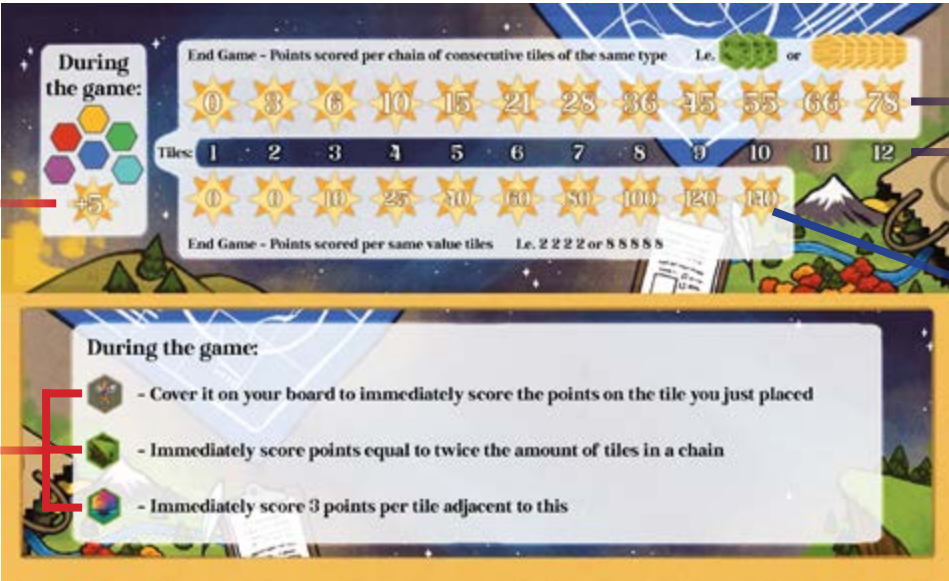 During
the game:
+5
End Game - Points scored per chain of consecutive tiles of the same type I.e. or
0 3 6 10 15 21 28 36 45 55 66 78
Tiles: 1 2 3 4 5 6 7 8 9 10 11 12
0 0 10 25 40 60 80 100 120 140
End Game - Points scored per same value tiles I.e. 2 2 2 2 or 8 8 8 8 8
During the game:
- Cover it on your board to immediately score the points on the tile you just placed
- Immediately score points equal to twice the amount of tiles in a chain
- Immediately score 3 points per tile adjacent to this